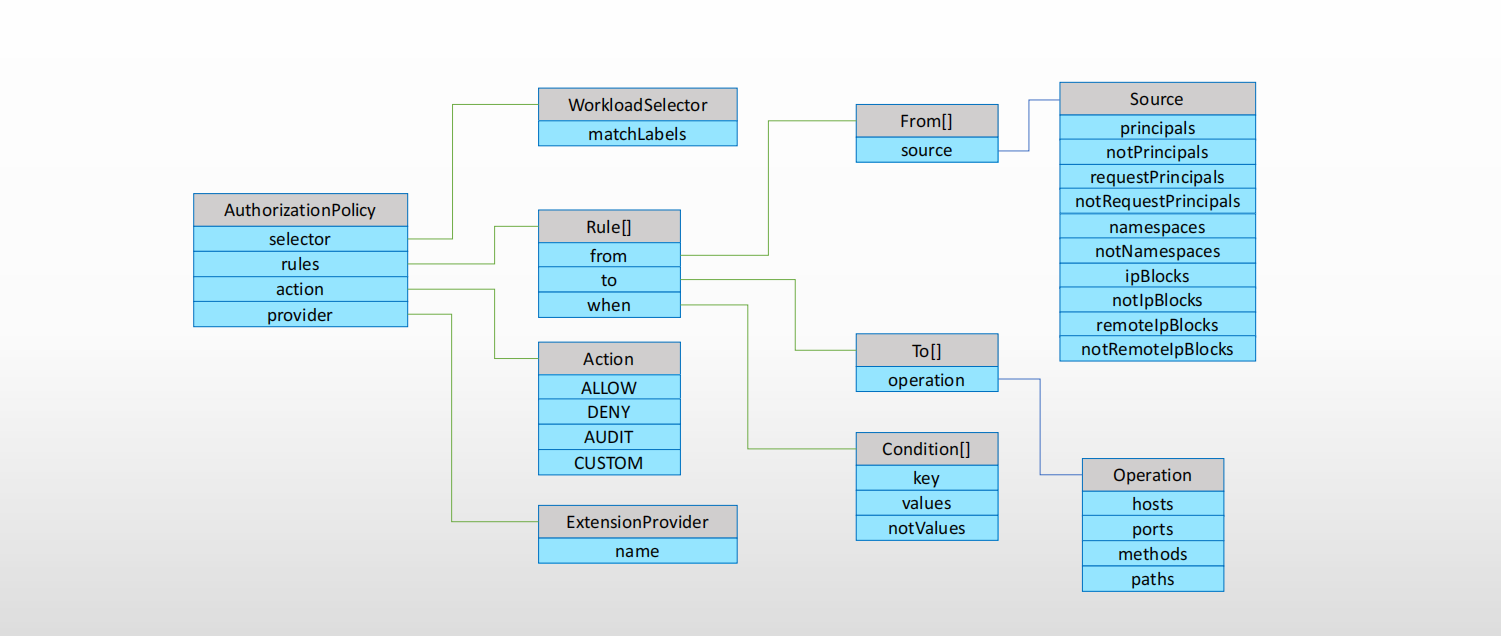 AuthorizationPolicy
selector
rules
action
provider
WorkloadSelector
matchLabels
Rule[]
from
to
when
Action
ALLOW
DENY
AUDIT
CUSTOM
ExtensionProvider
name
From[]
source
To[]
operation
Condition[]
key
values
notValues
Source
principals
notPrincipals
requestPrincipals
notRequestPrincipals
namespaces
notNamespaces
ipBlocks
notIpBlocks
remoteIpBlocks
notRemoteIpBlocks
Operation
hosts
ports
methods
paths